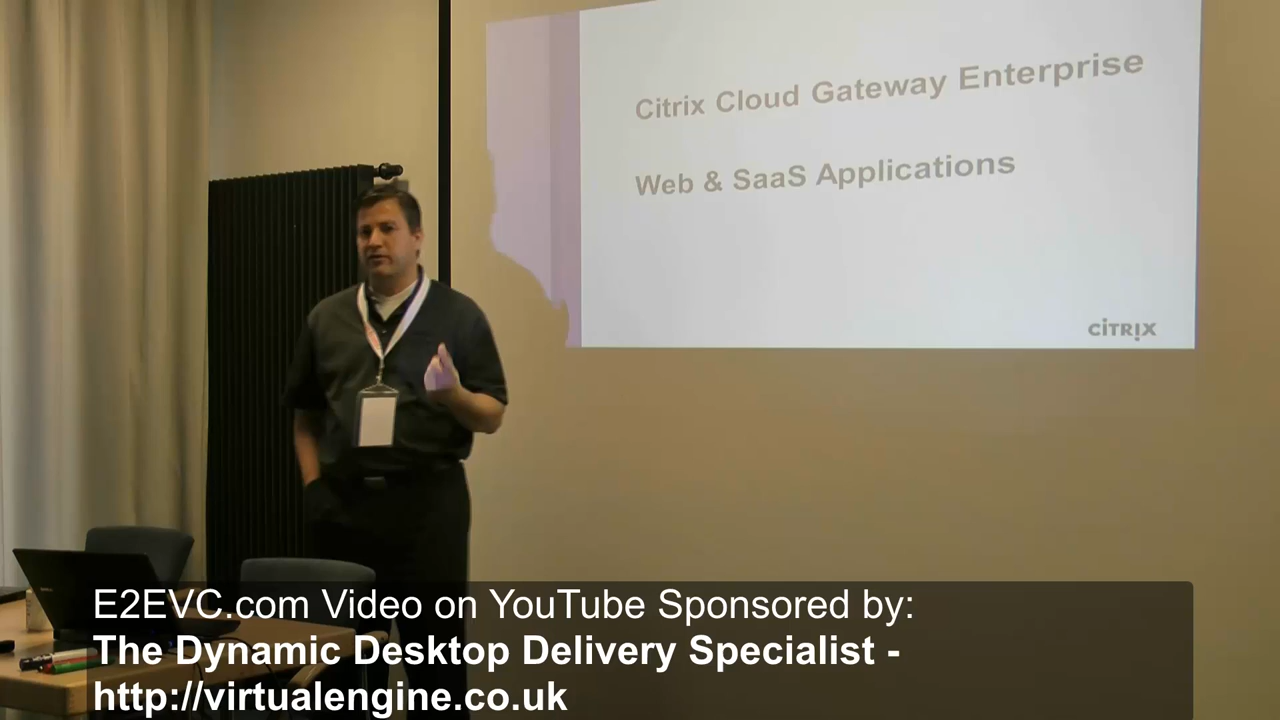 Citrix Cloud Gateway Enterprise
Web & SaaS Applications
CiTRIX
E2EVC.com Video on YouTube Sponsored by:
The Dynamic Desktop Delivery Specialist -
http://virtualengine.co.uk